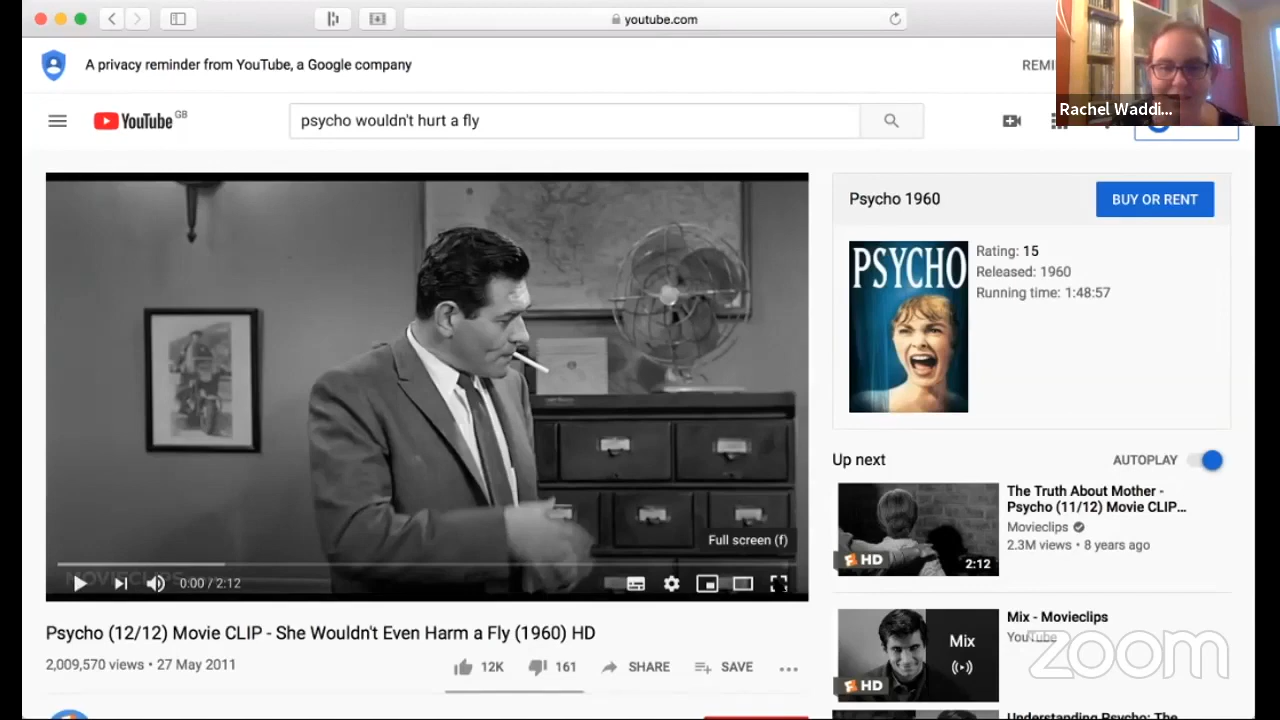 youtube.com
A privacy reminder from YouTube, a Google company
REMI
Rachel Waddi...
YouTube GB
psycho wouldn't hurt a fly
Psycho 1960
BUY OR RENT
PSYCHO
Rating: 15
Released: 1960
Running time: 1:48:57
Up next
AUTOPLAY
The Truth About Mother -
Psycho (11/12) Movie CLIP...
Movieclips
2.3M views • 8 years ago
HD
2:12
Full screen (f)
MOVIECLIPS
0:00 / 2:12
Psycho (12/12) Movie CLIP - She Wouldn't Even Harm a Fly (1960) HD
2,009,570 views • 27 May 2011
12K
161
SHARE
SAVE
Mix - Movieclips
YouTube
Mix
HD
zoom
Understanding Psycho: The